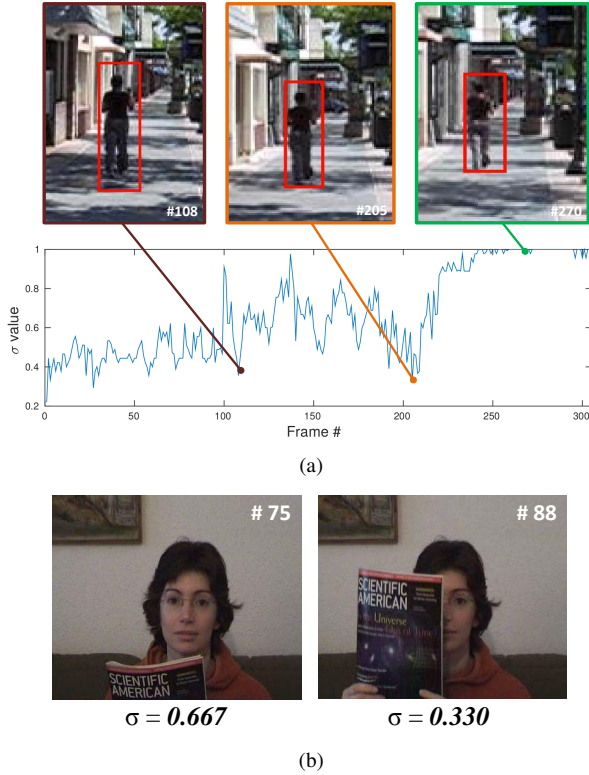 #108 #205 #270
1
0.8
0.6
0.4
0.2
σ value
0 50 100 150 200 250 300
Frame #
(a)
# 75 # 88
SCIENTIFIC AMERICAN
SCIENTIFIC AMERICAN
Universe
σ = 0.667 σ = 0.330
(b)